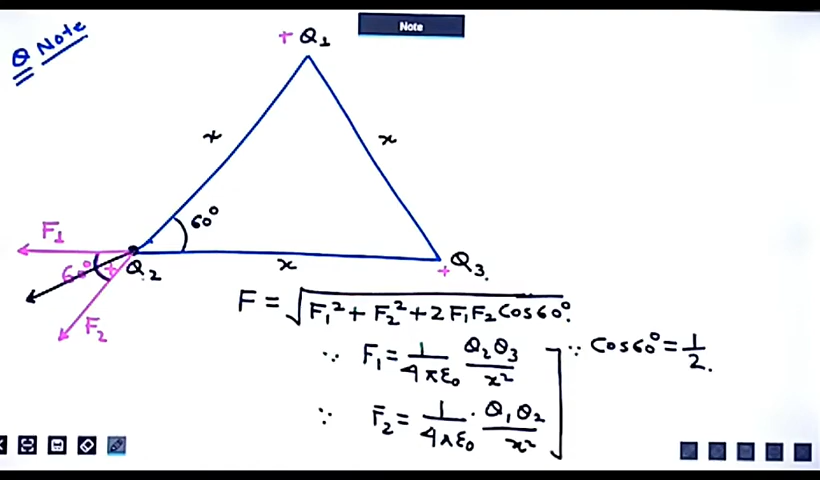 Note
Q Note
+ Q₁
x
x
60°
F₁
60°
+
Q₂
x
+ Q₃.
F₂
F = √F₁² + F₂² + 2F₁F₂ Cos60°.
∵ F₁ = 1/4πε₀ Q₂Q₃/x²
∵ Cos60° = 1/2.
∵ F₂ = 1/4πε₀ · Q₁Q₂/x²